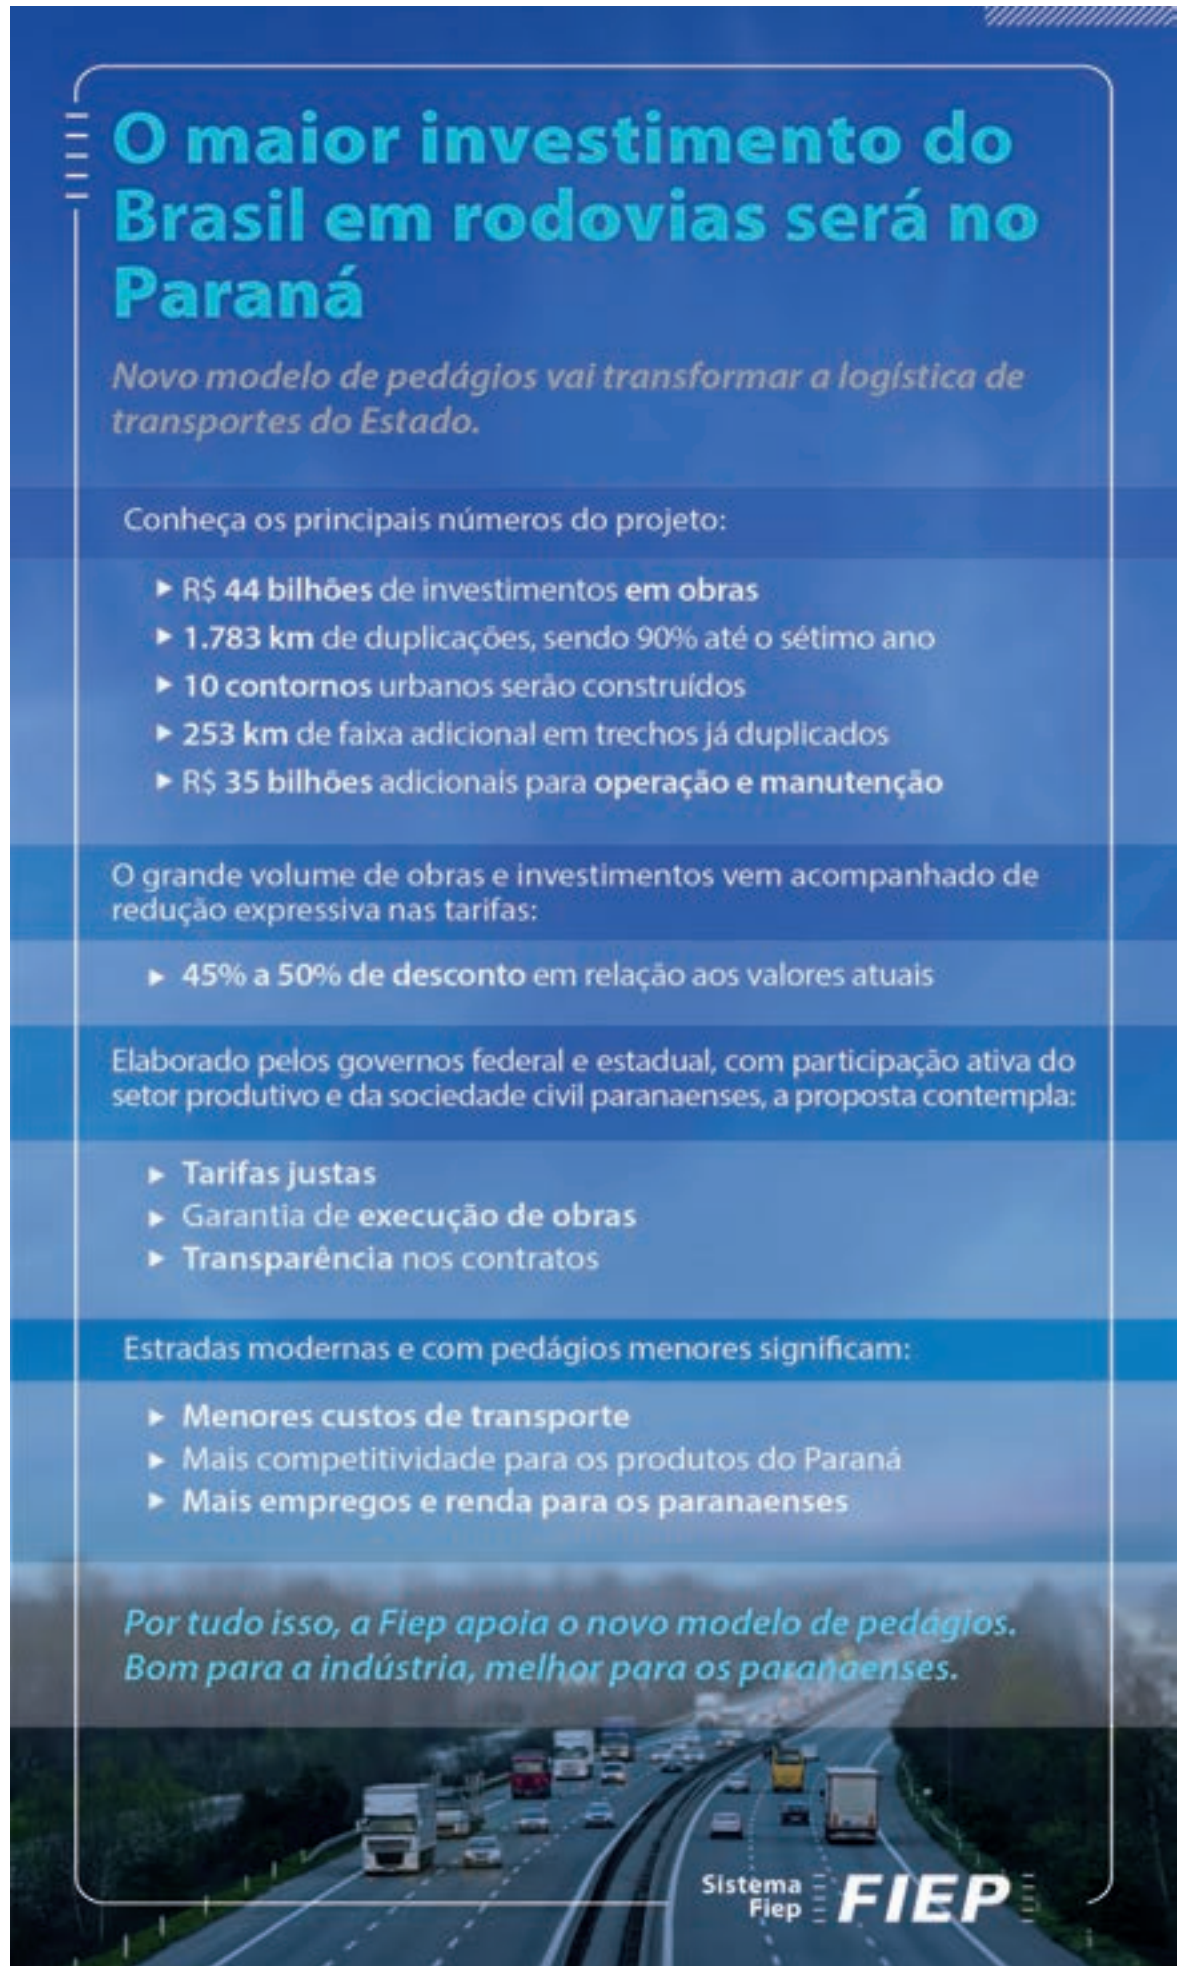 O maior investimento do
Brasil em rodovias será no
Paraná
Novo modelo de pedágios vai transformar a logística de
transportes do Estado.
Conheça os principais números do projeto:
▶ R$ 44 bilhões de investimentos em obras
▶ 1.783 km de duplicações, sendo 90% até o sétimo ano
▶ 10 contornos urbanos serão construídos
▶ 253 km de faixa adicional em trechos já duplicados
▶ R$ 35 bilhões adicionais para operação e manutenção
O grande volume de obras e investimentos vem acompanhado de
redução expressiva nas tarifas:
▶ 45% a 50% de desconto em relação aos valores atuais
Elaborado pelos governos federal e estadual, com participação ativa do
setor produtivo e da sociedade civil paranaenses, a proposta contempla:
▶ Tarifas justas
▶ Garantia de execução de obras
▶ Transparência nos contratos
Estradas modernas e com pedágios menores significam:
▶ Menores custos de transporte
▶ Mais competitividade para os produtos do Paraná
▶ Mais empregos e renda para os paranaenses
Por tudo isso, a Fiep apoia o novo modelo de pedágios.
Bom para a indústria, melhor para os paranaenses.
Sistema
Fiep
FIEP